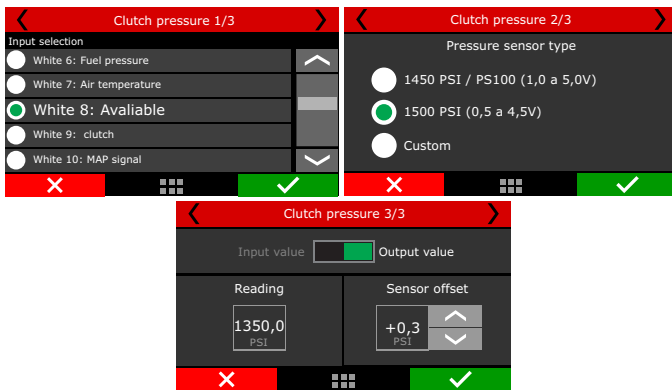 Clutch pressure 1/3
Input selection
White 6: Fuel pressure
White 7: Air temperature
White 8: Avaliable
White 9: clutch
White 10: MAP signal
Clutch pressure 2/3
Pressure sensor type
1450 PSI / PS100 (1,0 a 5,0V)
1500 PSI (0,5 a 4,5V)
Custom
Clutch pressure 3/3
Input value Output value
Reading
1350,0
PSI
Sensor offset
+0,3
PSI